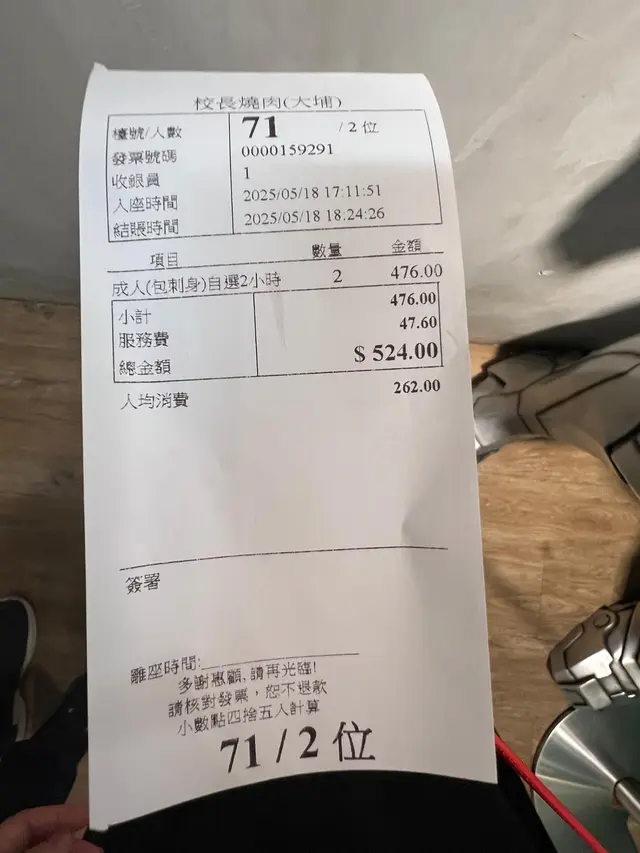 校長燒肉(大埔)
檯號/人數 71 / 2 位
發票號碼 0000159291
收銀員 1
入座時間 2025/05/18 17:11:51
結賬時間 2025/05/18 18:24:26
項目 數量 金額
成人(包刺身)自選2小時 2 476.00
小計 476.00
服務費 47.60
總金額 $ 524.00
人均消費 262.00
簽署
離座時間:
多謝惠顧, 請再光臨!
請核對發票，恕不退款
小數點四捨五入計算
71 / 2 位